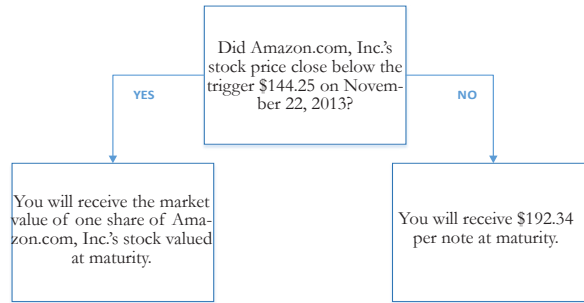 Did Amazon.com, Inc.'s
stock price close below the
trigger $144.25 on Novem-
ber 22, 2013?
YES
NO
You will receive the market
value of one share of Ama-
zon.com, Inc.'s stock valued
at maturity.
You will receive $192.34
per note at maturity.